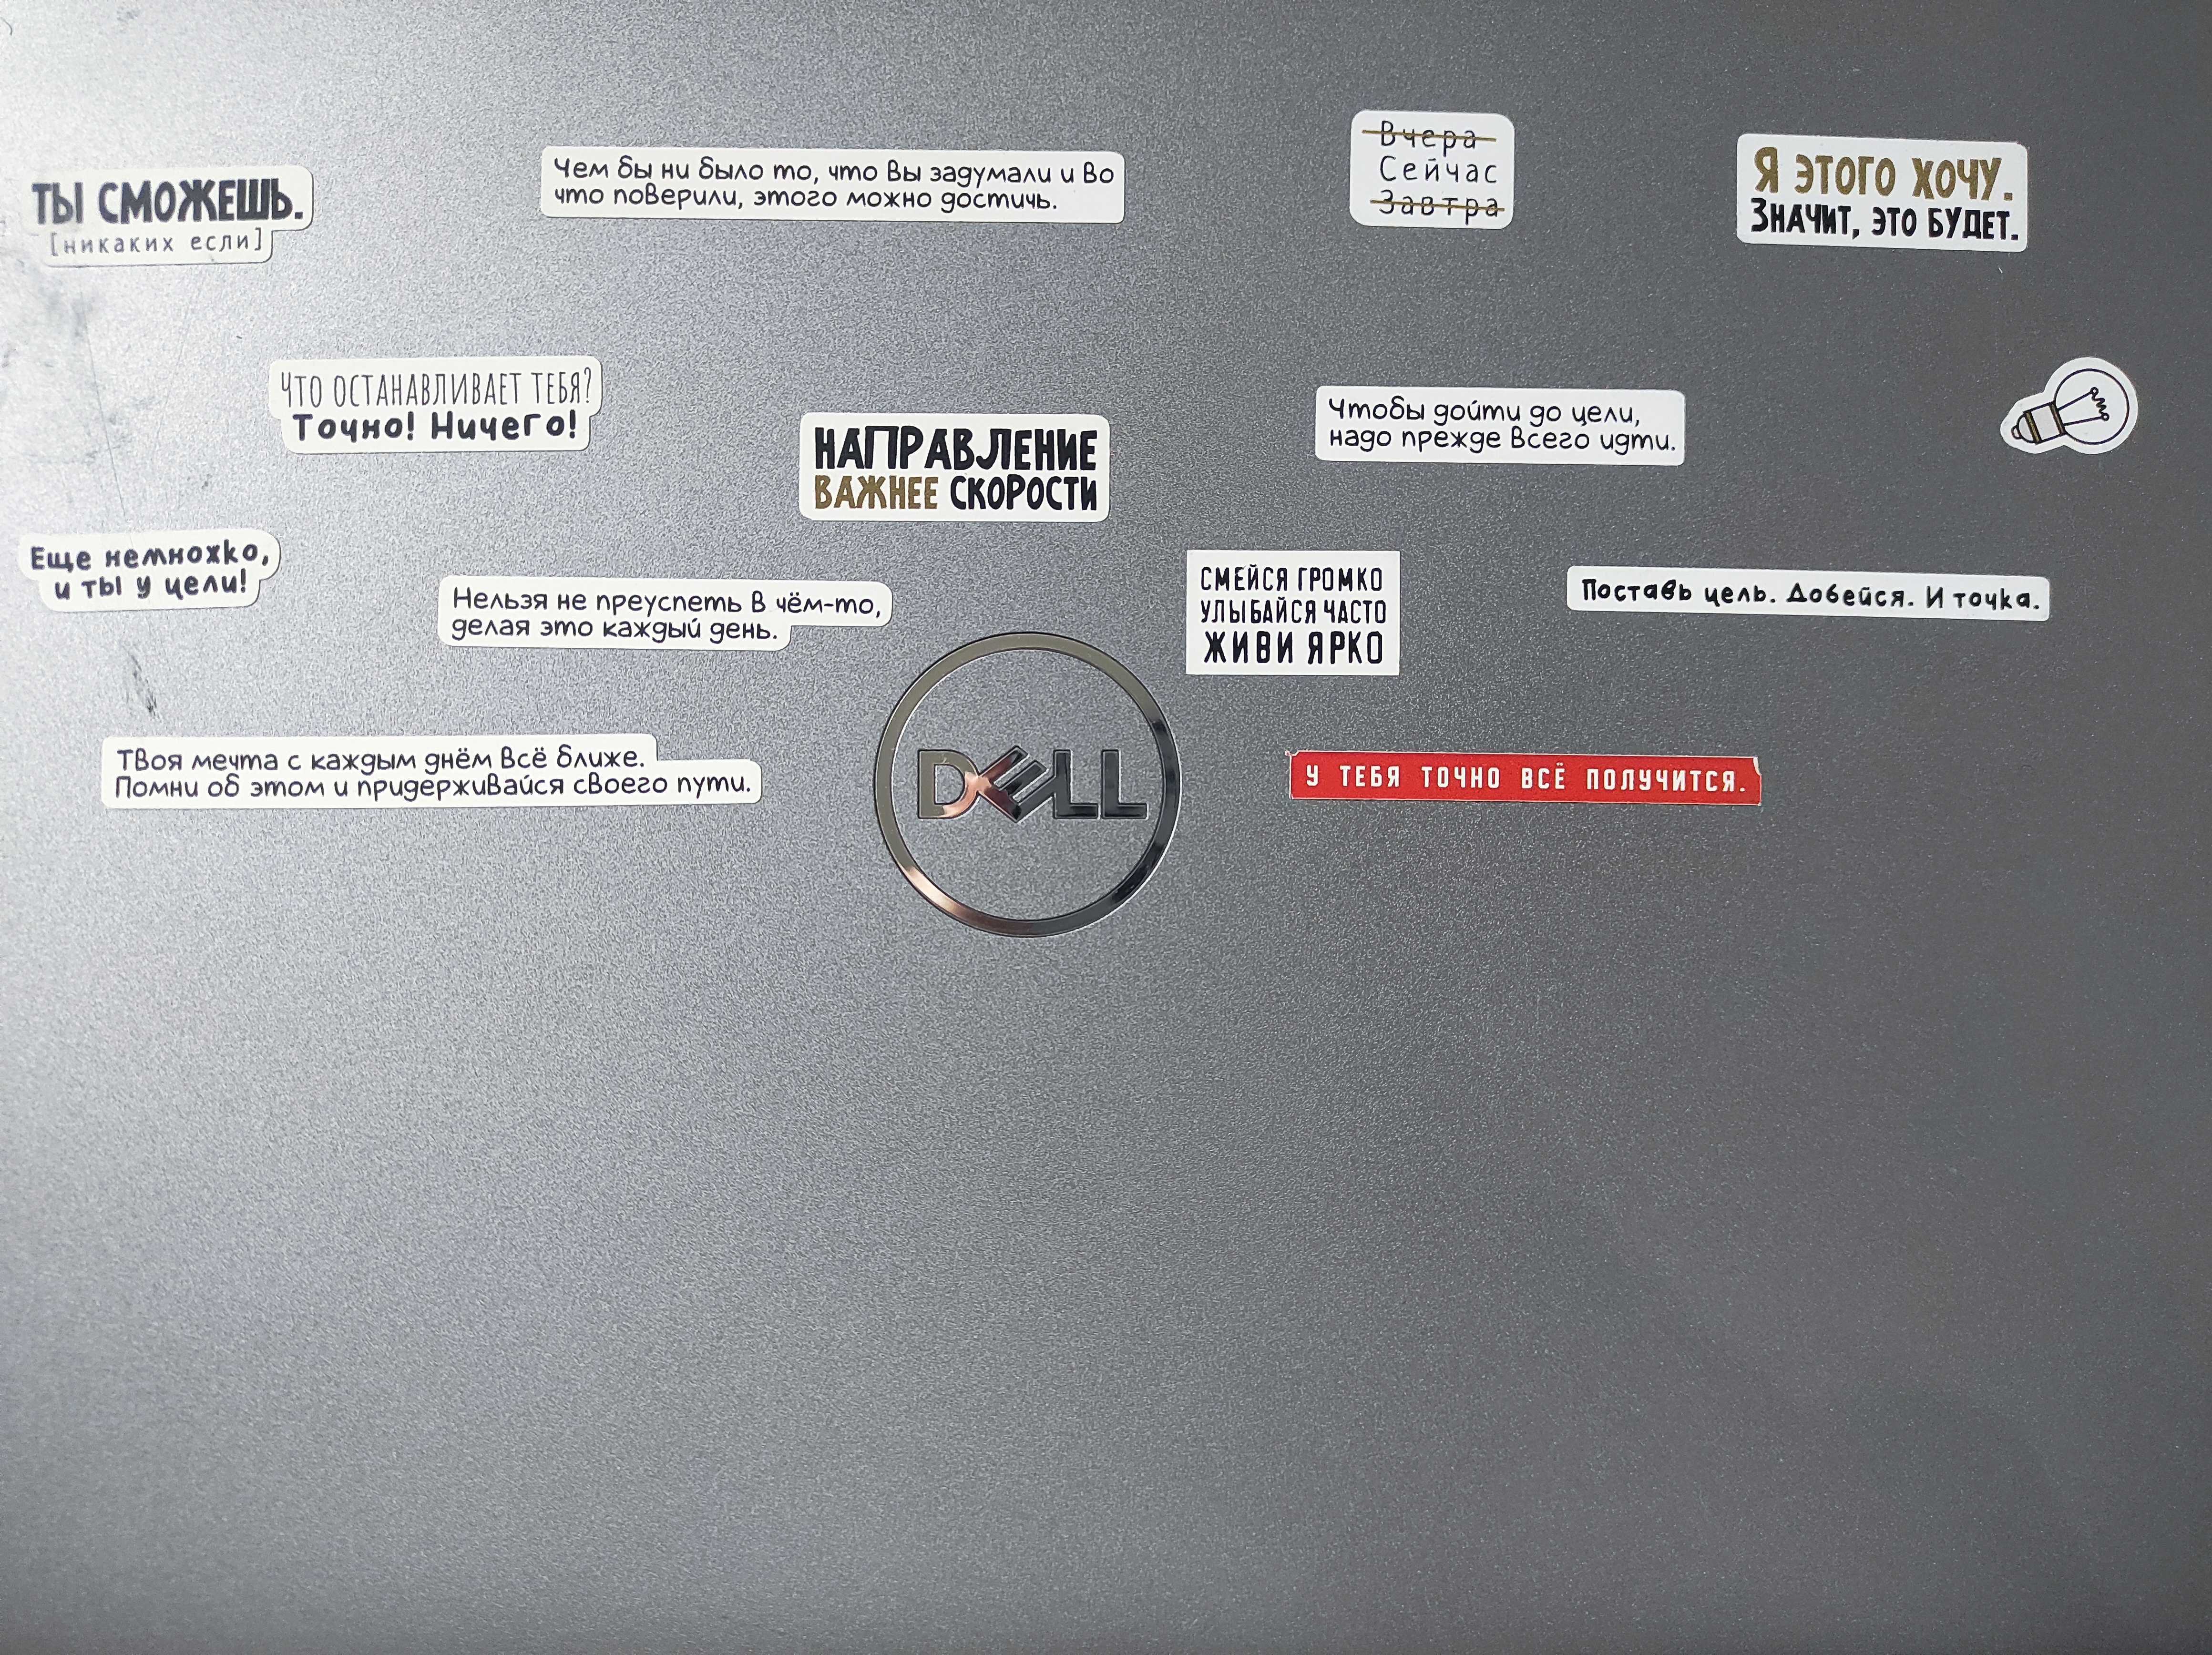 ТЫ СМОЖЕШЬ.
[никаких если]
Чем бы ни было то, что вы задумали и во
что поверили, этого можно достичь.
Вчера
Сейчас
Завтра
Я ЭТОГО ХОЧУ.
ЗНАЧИТ, ЭТО БУДЕТ.
ЧТО ОСТАНАВЛИВАЕТ ТЕБЯ?
Точно! Ничего!
НАПРАВЛЕНИЕ
ВАЖНЕЕ СКОРОСТИ
Чтобы дойти до цели,
надо прежде всего идти.
Еще немножко,
и ты у цели!
Нельзя не преуспеть в чём-то,
делая это каждый день.
СМЕЙСЯ ГРОМКО
УЛЫБАЙСЯ ЧАСТО
ЖИВИ ЯРКО
Поставь цель. Добейся. И точка.
Твоя мечта с каждым днём всё ближе.
Помни об этом и придерживайся своего пути.
DELL
У ТЕБЯ ТОЧНО ВСЁ ПОЛУЧИТСЯ.